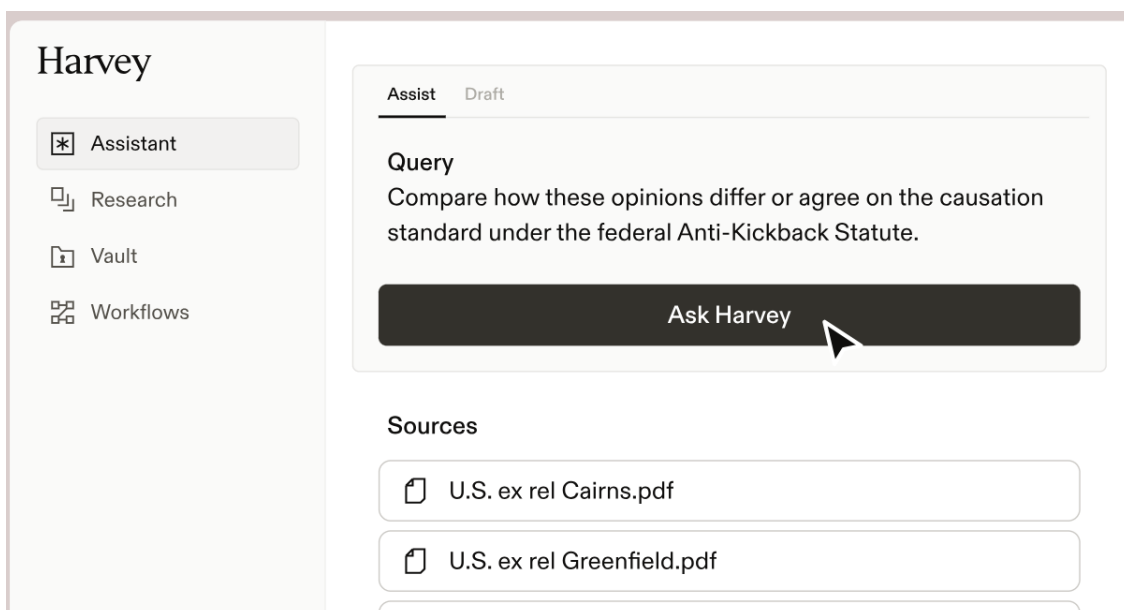 Harvey
Assistant
Research
Vault
Workflows
Assist Draft
Query
Compare how these opinions differ or agree on the causation
standard under the federal Anti-Kickback Statute.
Ask Harvey
Sources
U.S. ex rel Cairns.pdf
U.S. ex rel Greenfield.pdf